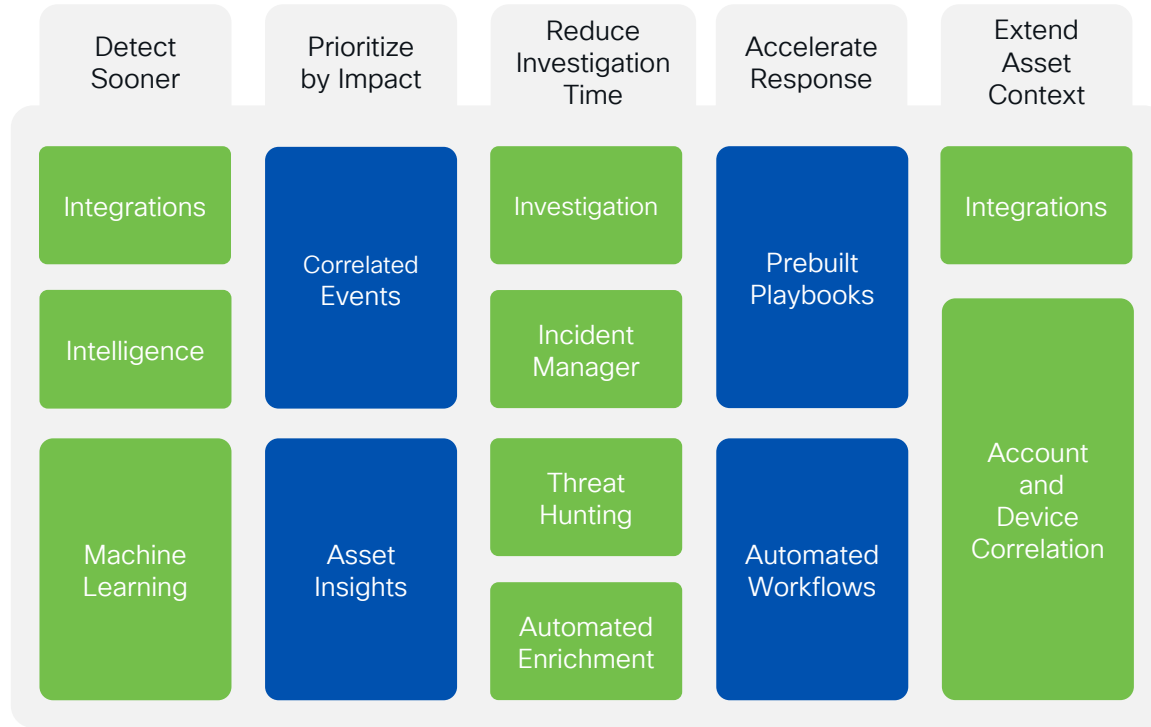 Detect
Sooner
Prioritize
by Impact
Reduce
Investigation
Time
Accelerate
Response
Extend
Asset
Context
Integrations
Intelligence
Machine
Learning
Correlated
Events
Asset
Insights
Investigation
Incident
Manager
Threat
Hunting
Automated
Enrichment
Prebuilt
Playbooks
Automated
Workflows
Integrations
Account
and
Device
Correlation